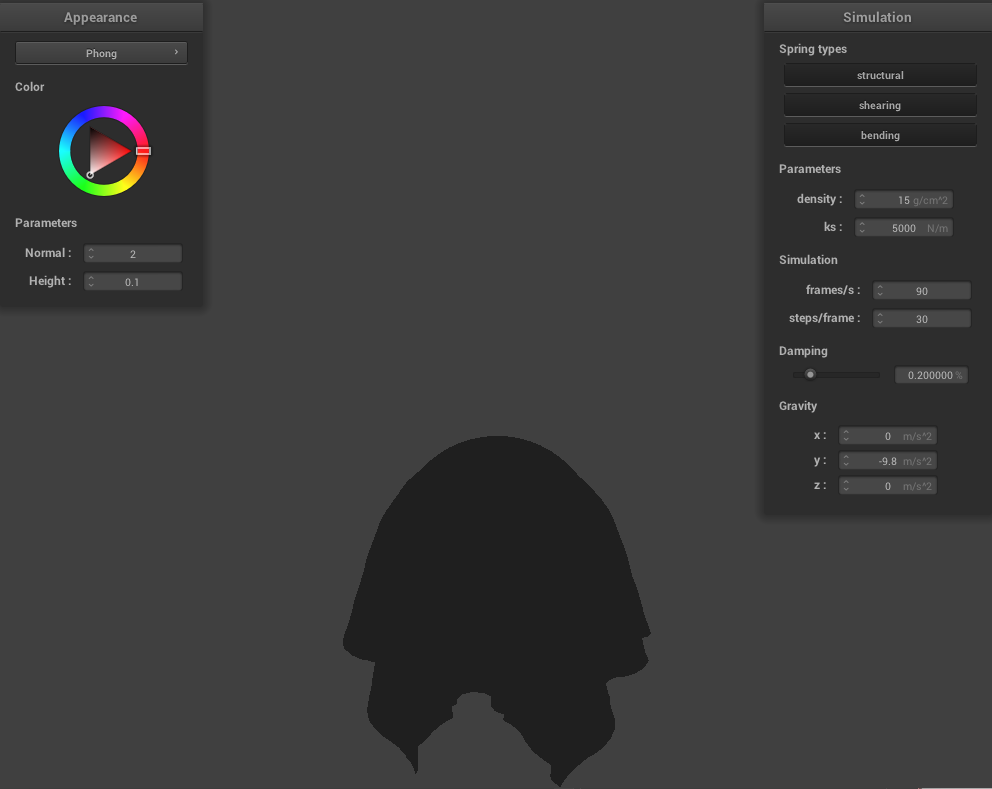 Appearance
Phong
Color
Parameters
Normal : 2
Height : 0.1
Simulation
Spring types
structural
shearing
bending
Parameters
density : 15 g/cm^2
ks : 5000 N/m
Simulation
frames/s : 90
steps/frame : 30
Damping
0.200000 %
Gravity
x : 0 m/s^2
y : -9.8 m/s^2
z : 0 m/s^2